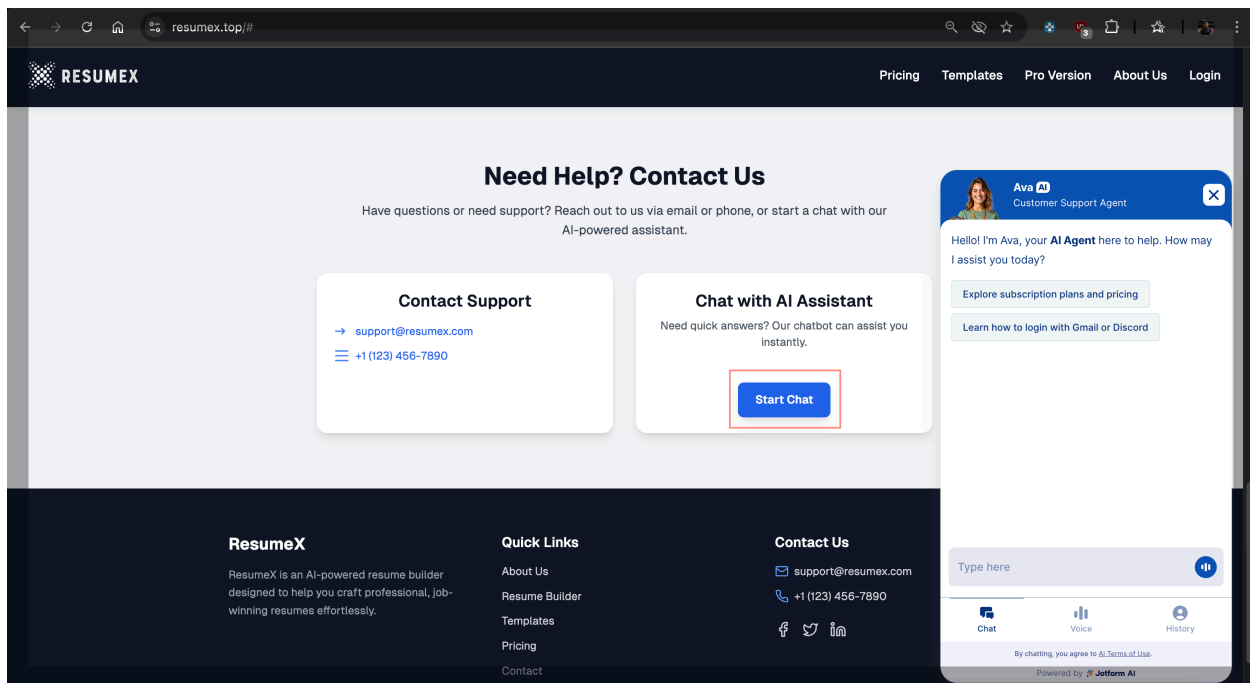 resumex.top/#
3
RESUMEX
Pricing
Templates
Pro Version
About Us
Login
Need Help? Contact Us
Have questions or need support? Reach out to us via email or phone, or start a chat with our
AI-powered assistant.
Contact Support
support@resumex.com
+1 (123) 456-7890
Chat with AI Assistant
Need quick answers? Our chatbot can assist you
instantly.
Start Chat
Ava AI
Customer Support Agent
Hello! I'm Ava, your AI Agent here to help. How may
I assist you today?
Explore subscription plans and pricing
Learn how to login with Gmail or Discord
Type here
Chat
Voice
History
By chatting, you agree to AI Terms of Use.
Powered by Jotform AI
ResumeX
ResumeX is an AI-powered resume builder
designed to help you craft professional, job-
winning resumes effortlessly.
Quick Links
About Us
Resume Builder
Templates
Pricing
Contact
Contact Us
support@resumex.com
+1 (123) 456-7890